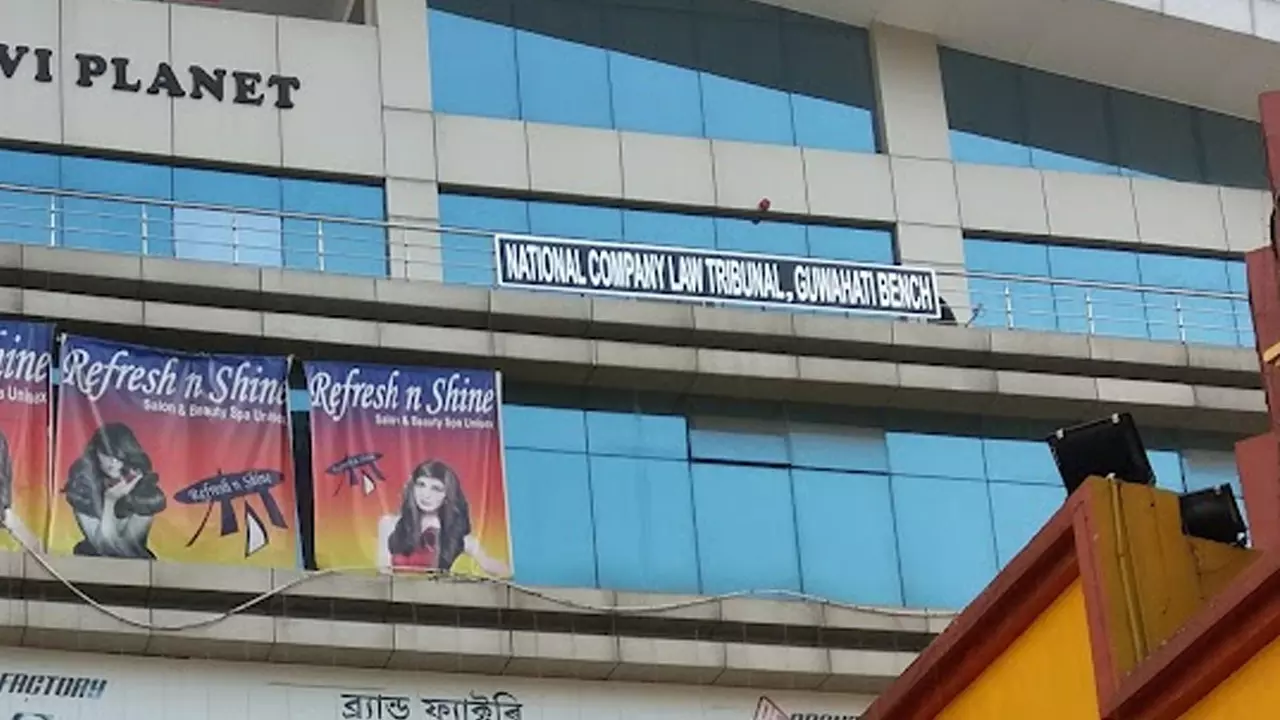 VI PLANET
NATIONAL COMPANY LAW TRIBUNAL, GUWAHATI BENCH
Shine
Refresh n Shine
Salon & Beauty Spa Unisex
Refresh n Shine
Refresh n Shine
Salon & Beauty Spa Unisex
FACTORY
ব্র্যান্ড ফ্যাক্টৰি